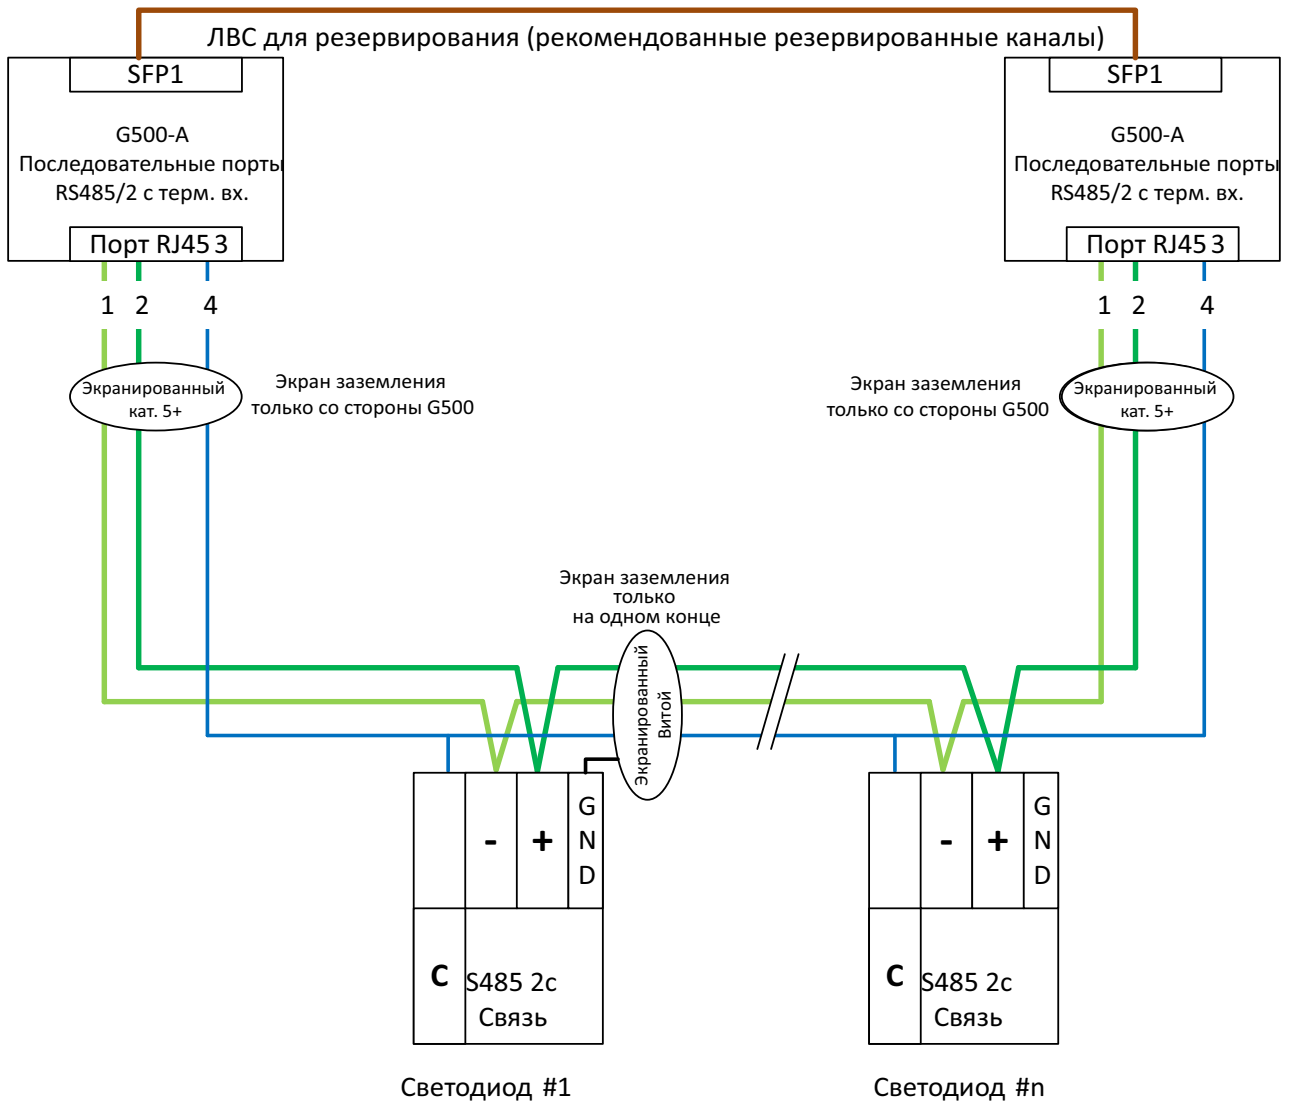 ЛВС для резервирования (рекомендованные резервированные каналы)
SFP1
G500-A
Последовательные порты
RS485/2 с терм. вх.
Порт RJ45 3
1 2 4
Экранированный
кат. 5+
Экран заземления
только со стороны G500
SFP1
G500-A
Последовательные порты
RS485/2 с терм. вх.
Порт RJ45 3
1 2 4
Экран заземления
только со стороны G500
Экранированный
кат. 5+
Экран заземления
только
на одном конце
Экранированныый
Витой
-
+
G
N
D
C
S485 2с
Связь
Светодиод #1
-
+
G
N
D
C
S485 2с
Связь
Светодиод #n